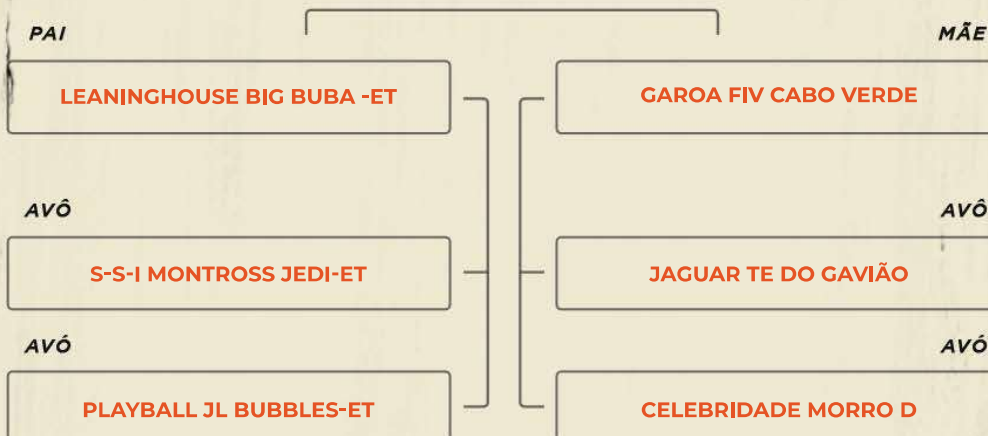 PAI
MÃE
LEANINGHOUSE BIG BUBA -ET
GAROA FIV CABO VERDE
AVÔ
AVÔ
S-S-I MONTROSS JEDI-ET
JAGUAR TE DO GAVIÃO
AVÓ
AVÓ
PLAYBALL JL BUBBLES-ET
CELEBRIDADE MORRO D